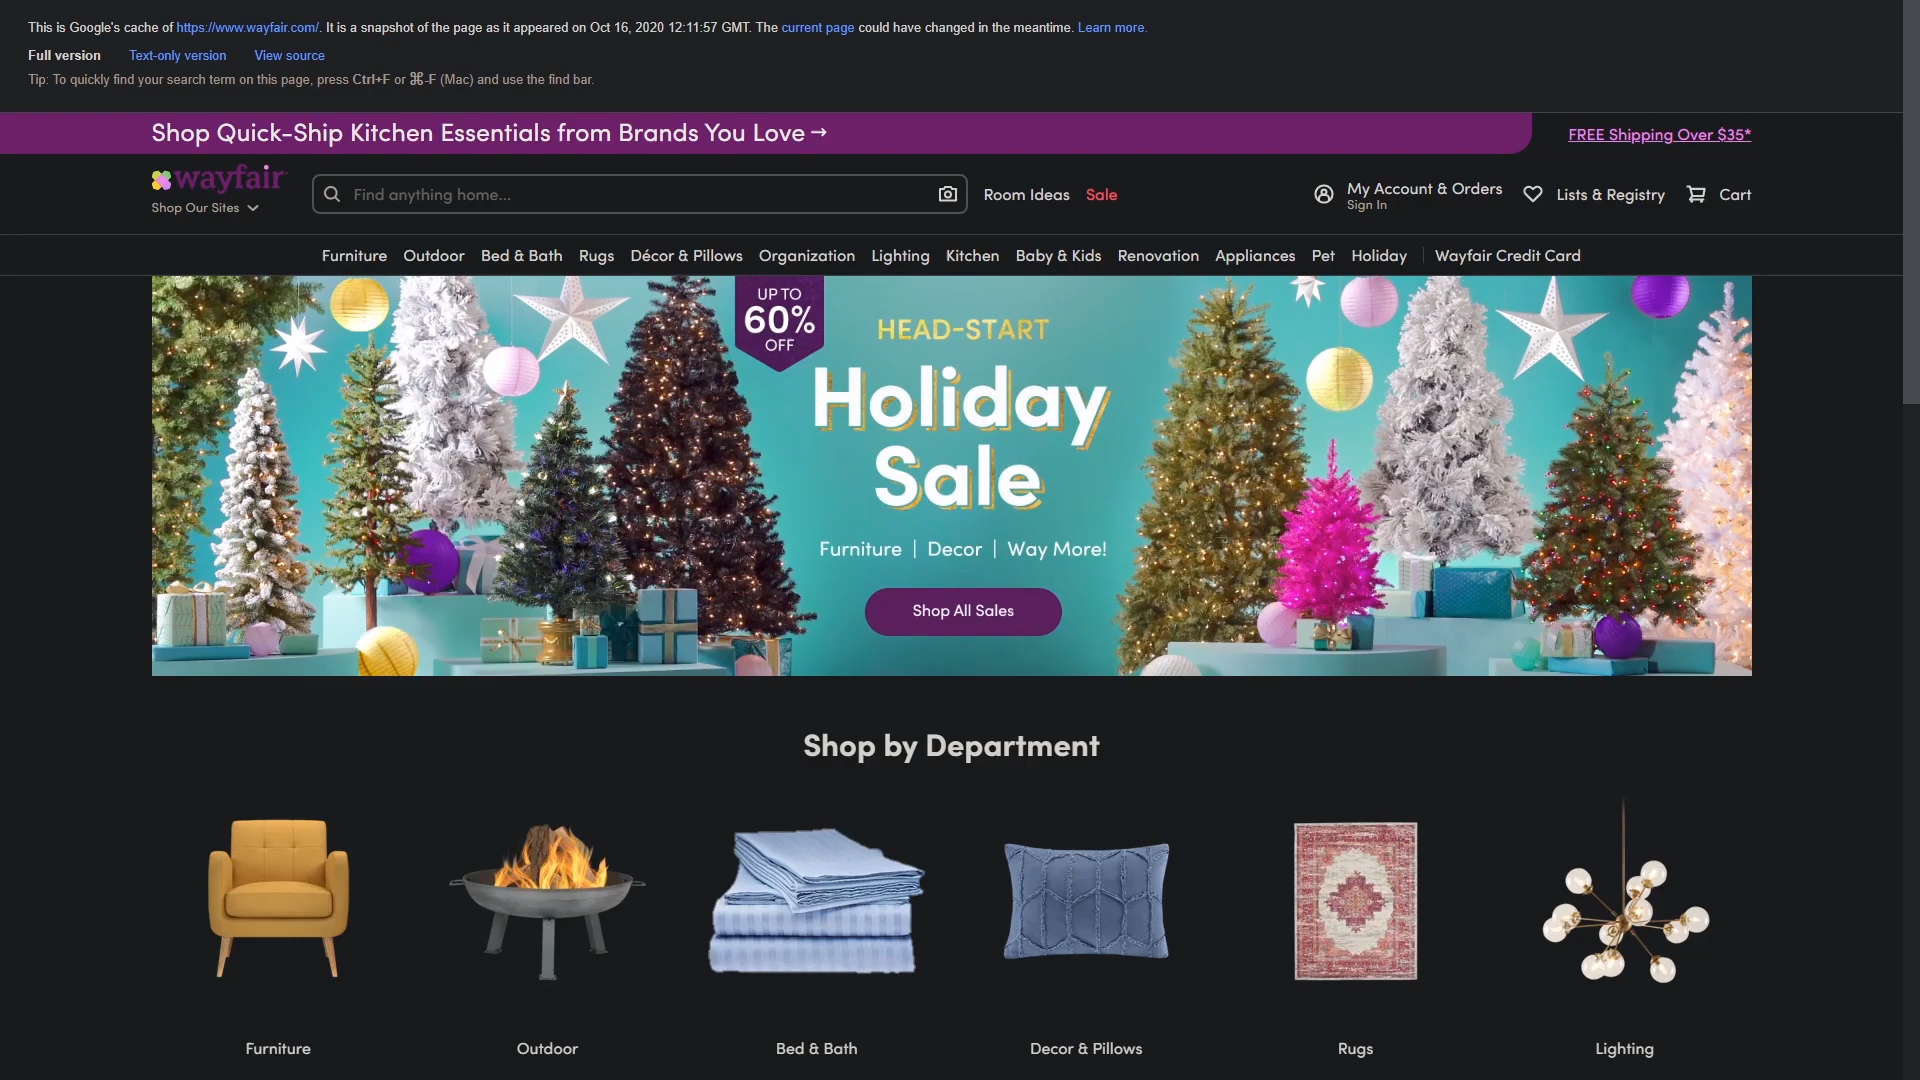 This is Google's cache of https://www.wayfair.com/. It is a snapshot of the page as it appeared on Oct 16, 2020 12:11:57 GMT. The current page could have changed in the meantime. Learn more.
Full version Text-only version View source
Tip: To quickly find your search term on this page, press Ctrl+F or ⌘-F (Mac) and use the find bar.
Shop Quick-Ship Kitchen Essentials from Brands You Love →
FREE Shipping Over $35*
wayfair
Shop Our Sites
Find anything home...
Room Ideas Sale
My Account & Orders
Sign In
Lists & Registry
Cart
Furniture Outdoor Bed & Bath Rugs Décor & Pillows Organization Lighting Kitchen Baby & Kids Renovation Appliances Pet Holiday | Wayfair Credit Card
UP TO
60%
OFF
HEAD-START
Holiday
Sale
Furniture | Decor | Way More!
Shop All Sales
Shop by Department
Furniture Outdoor Bed & Bath Decor & Pillows Rugs Lighting